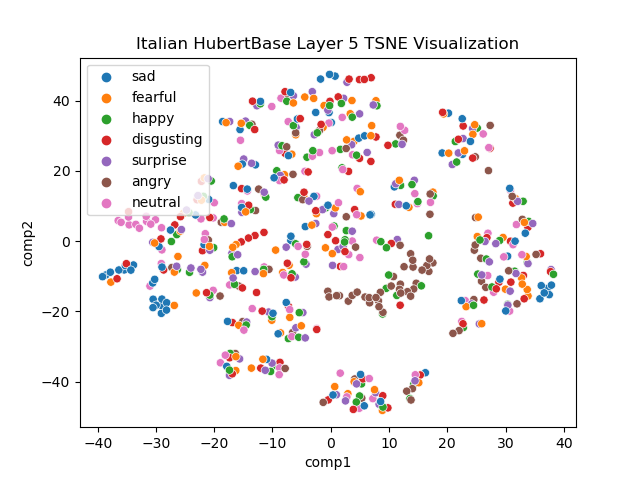 Italian HubertBase Layer 5 TSNE Visualization
sad
fearful
happy
disgusting
surprise
angry
neutral
40
20
0
−20
−40
comp2
−40 −30 −20 −10 0 10 20 30 40
comp1